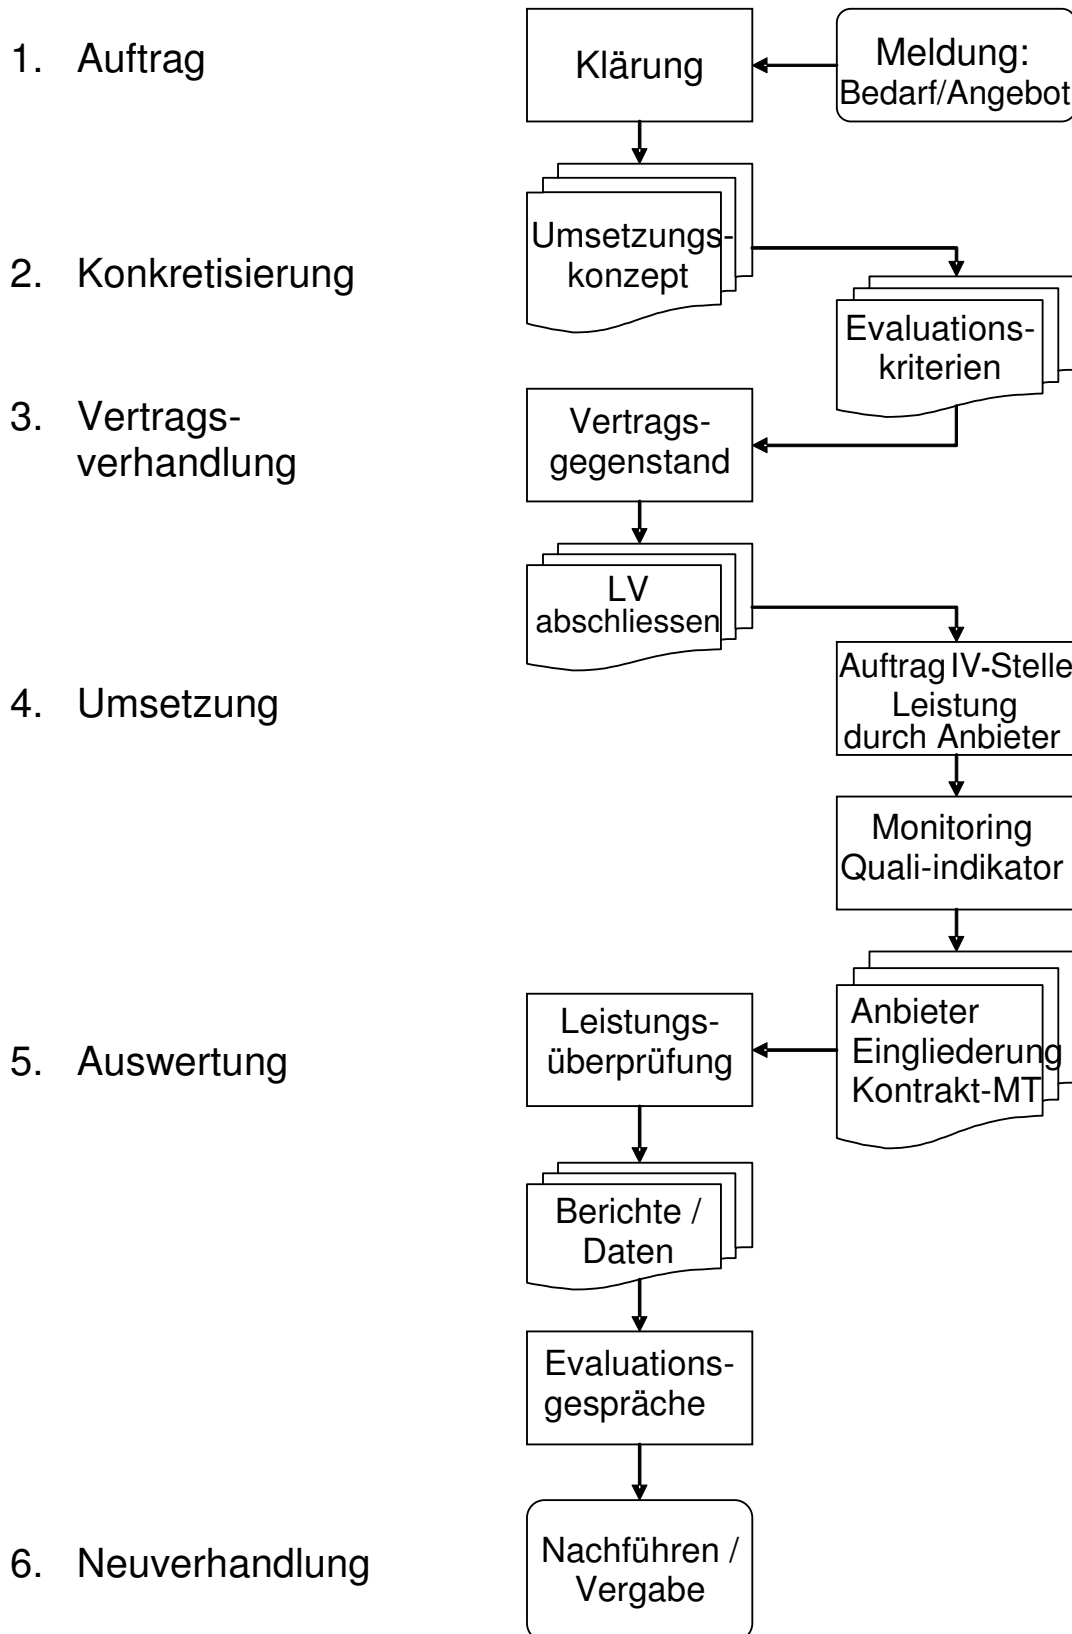 1. Auftrag
Klärung
Meldung:
Bedarf/Angebot
Umsetzungs-
konzept
2. Konkretisierung
Evaluations-
kriterien
3. Vertrags-
verhandlung
Vertrags-
gegenstand
LV
abschliessen
4. Umsetzung
Auftrag IV-Stelle
Leistung
durch Anbieter
Monitoring
Quali-indikator
Anbieter
Eingliederung
Kontrakt-MT
5. Auswertung
Leistungs-
überprüfung
Berichte /
Daten
Evaluations-
gespräche
6. Neuverhandlung
Nachführen /
Vergabe